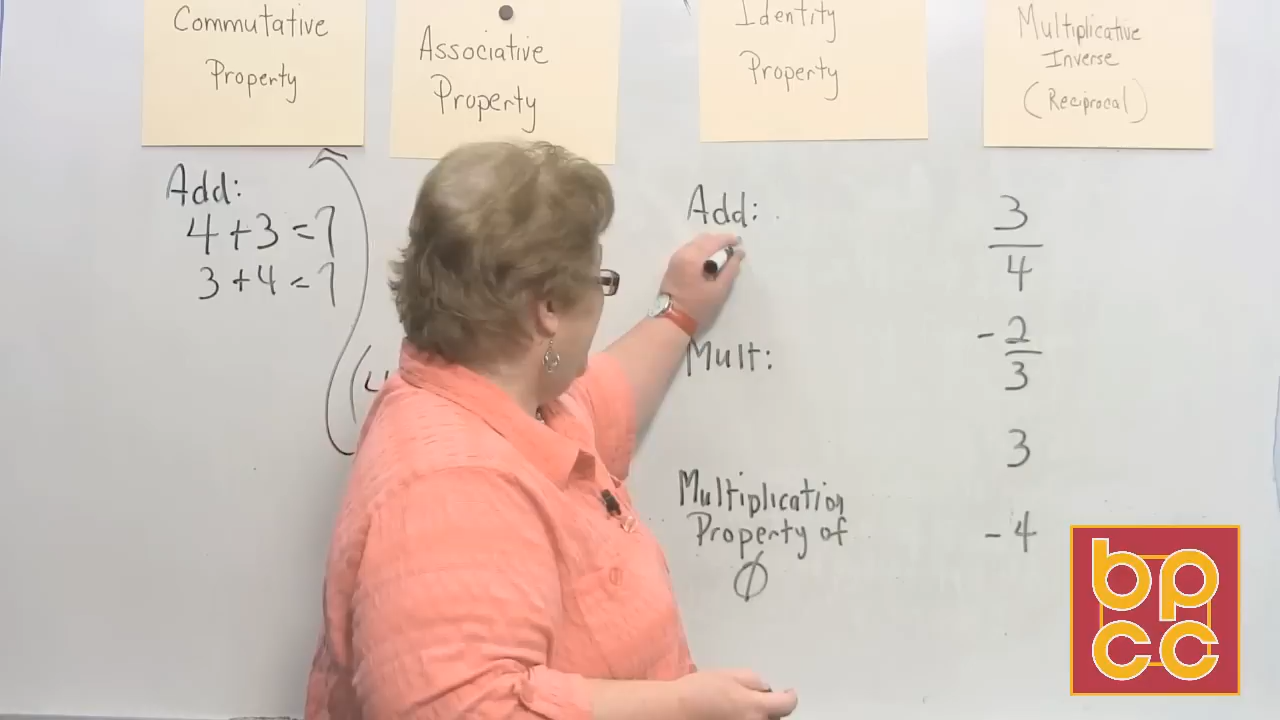 Commutative
Property
Associative
Property
Identity
Property
Multiplicative
Inverse
(Reciprocal)
Add:
4+3=7
3+4=7
(4
Add:
Mult:
Multiplication
Property of
0
3
4
-2
3
3
-4
bp
cc